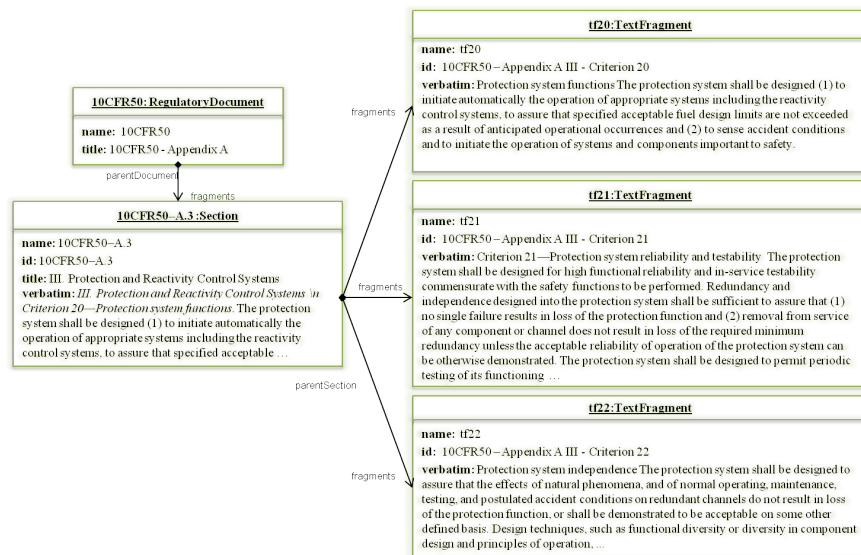 10CFR50:RegulatoryDocument
name: 10CFR50
title: 10CFR50 - Appendix A
parentDocument
fragments
10CFR50–A.3 :Section
name: 10CFR50–A.3
id: 10CFR50–A.3
title: III. Protection and Reactivity Control Systems
verbatim: III. Protection and Reactivity Control Systems \n
Criterion 20—Protection system functions. The protection
system shall be designed (1) to initiate automatically the
operation of appropriate systems including the reactivity
control systems, to assure that specified acceptable …
fragments
fragments
parentSection
fragments
tf20:TextFragment
name: tf20
id: 10CFR50 – Appendix A III - Criterion 20
verbatim: Protection system functions The protection system shall be designed (1) to
initiate automatically the operation of appropriate systems including the reactivity
control systems, to assure that specified acceptable fuel design limits are not exceeded
as a result of anticipated operational occurrences and (2) to sense accident conditions
and to initiate the operation of systems and components important to safety.
tf21:TextFragment
name: tf21
id: 10CFR50 – Appendix A III - Criterion 21
verbatim: Criterion 21—Protection system reliability and testability The protection
system shall be designed for high functional reliability and in-service testability
commensurate with the safety functions to be performed. Redundancy and
independence designed into the protection system shall be sufficient to assure that (1)
no single failure results in loss of the protection function and (2) removal from service
of any component or channel does not result in loss of the required minimum
redundancy unless the acceptable reliability of operation of the protection system can
be otherwise demonstrated. The protection system shall be designed to permit periodic
testing of its functioning …
tf22:TextFragment
name: tf22
id: 10CFR50 – Appendix A III - Criterion 22
verbatim: Protection system independence The protection system shall be designed to
assure that the effects of natural phenomena, and of normal operating, maintenance,
testing, and postulated accident conditions on redundant channels do not result in loss
of the protection function, or shall be demonstrated to be acceptable on some other
defined basis. Design techniques, such as functional diversity or diversity in component
design and principles of operation, ...